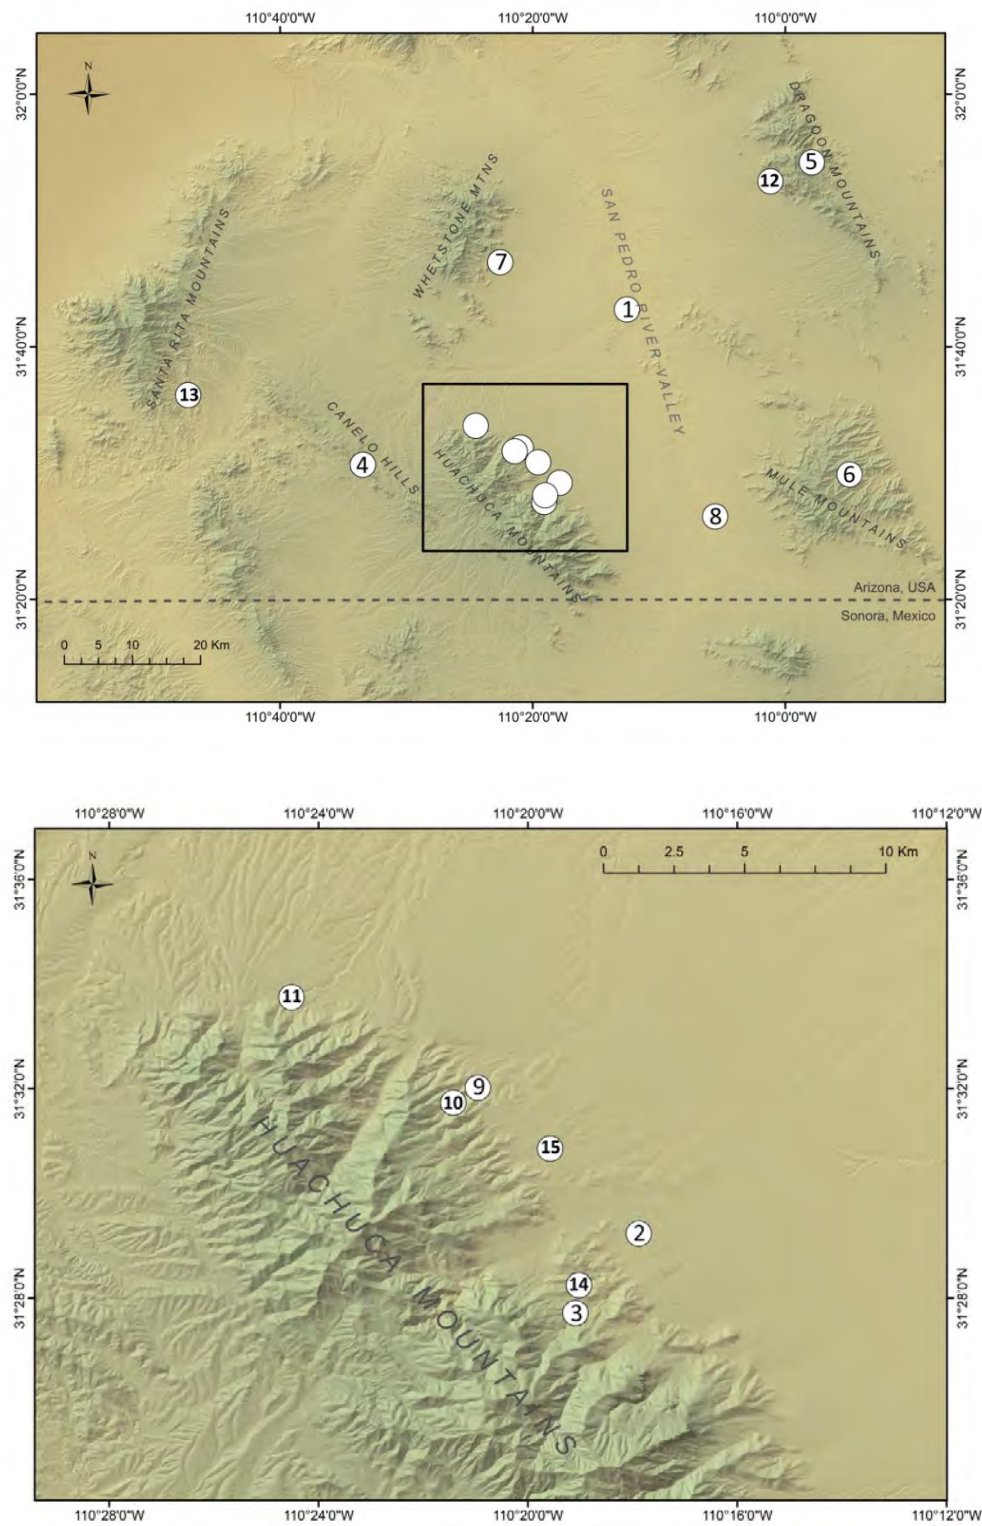 110°40'0"W 110°20'0"W 110°0'0"W
N
32°0'0"N 32°0'0"N
DRAGOON MOUNTAINS
5
12
WHETSTONE MTNS
SAN PEDRO RIVER VALLEY
SANTA RITA MOUNTAINS
7
1
31°40'0"N 31°40'0"N
13
CANELO HILLS
4
HUACHUCA MOUNTAINS
6
MULE MOUNTAINS
8
Arizona, USA
31°20'0"N 31°20'0"N
Sonora, Mexico
0 5 10 20 Km
110°40'0"W 110°20'0"W 110°0'0"W
110°28'0"W 110°24'0"W 110°20'0"W 110°16'0"W 110°12'0"W
N
0 2.5 5 10 Km
31°36'0"N 31°36'0"N
11
31°32'0"N 31°32'0"N
9
10
15
HUACHUCA MOUNTAINS
2
14
31°28'0"N 31°28'0"N
3
110°28'0"W 110°24'0"W 110°20'0"W 110°16'0"W 110°12'0"W